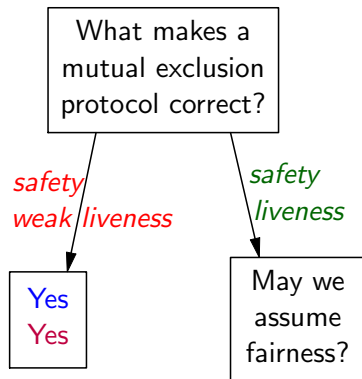 What makes a
mutual exclusion
protocol correct?
safety
weak liveness
safety
liveness
Yes
Yes
May we
assume
fairness?